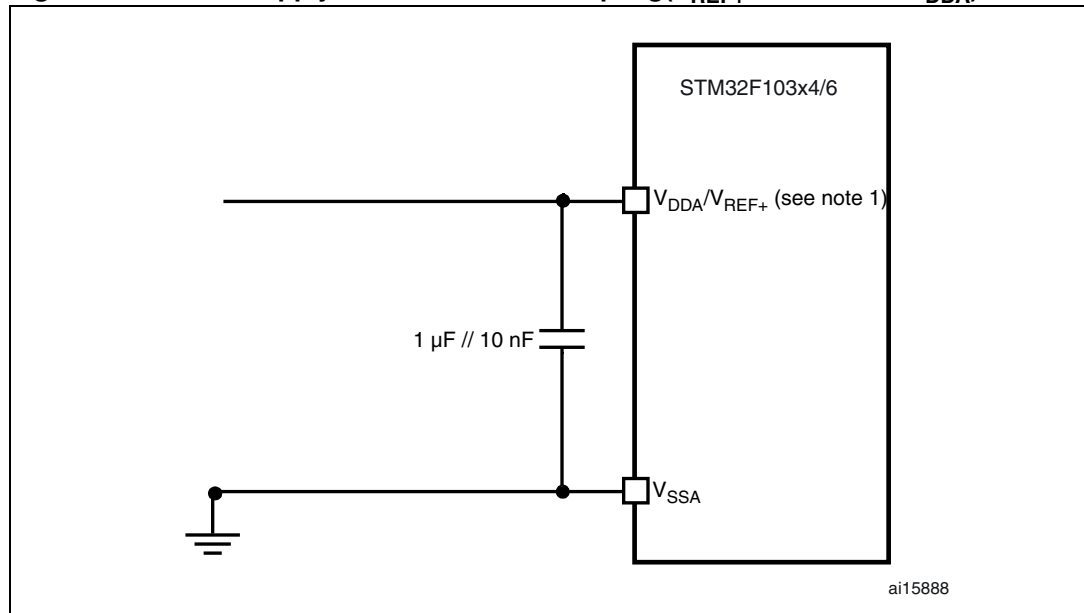 STM32F103x4/6
VDDA/VREF+ (see note 1)
1 µF // 10 nF
VSSA
ai15888